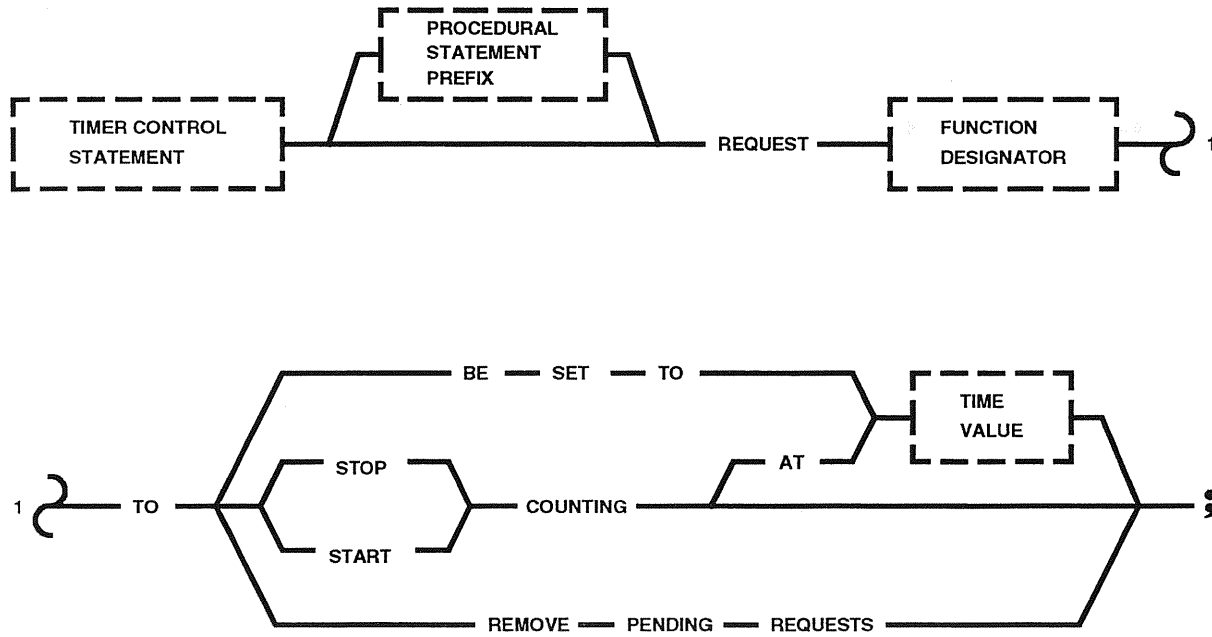 PROCEDURAL
STATEMENT
PREFIX
TIMER CONTROL
STATEMENT
REQUEST
FUNCTION
DESIGNATOR
1
BE SET TO
TIME
VALUE
STOP
AT
1 TO COUNTING ;
START
REMOVE PENDING REQUESTS